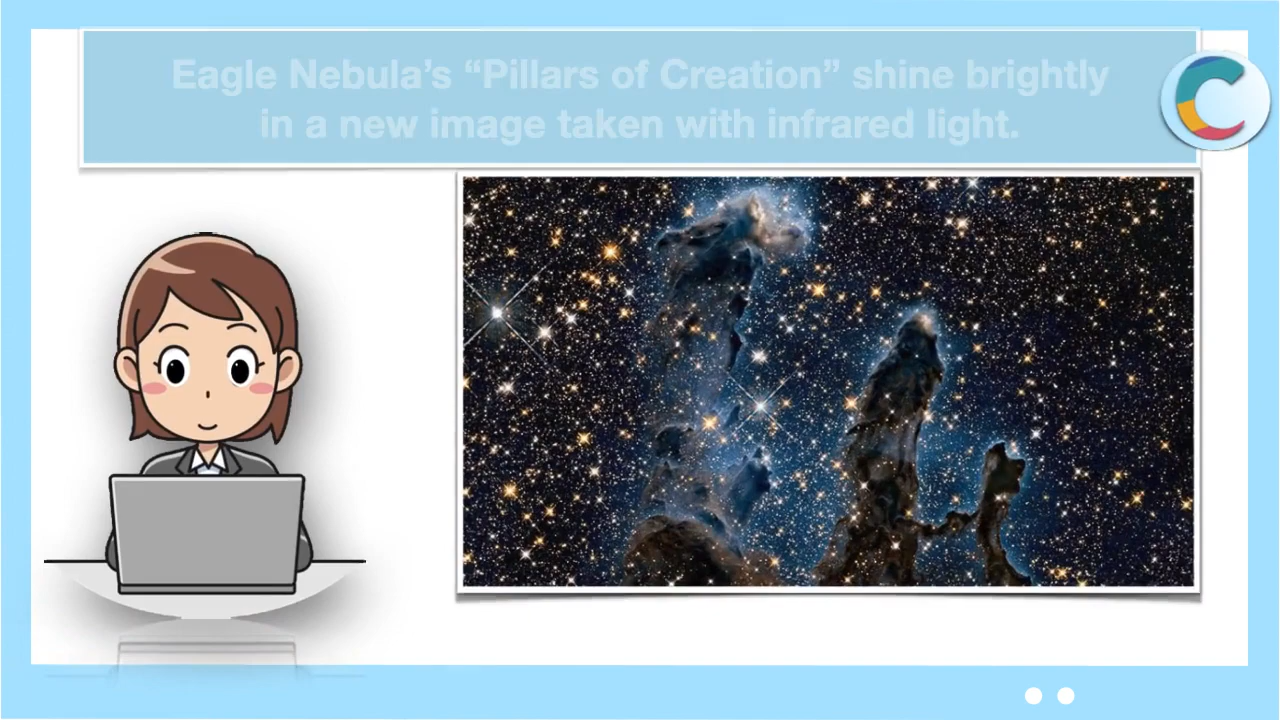 Eagle Nebula’s “Pillars of Creation” shine brightly
in a new image taken with infrared light.